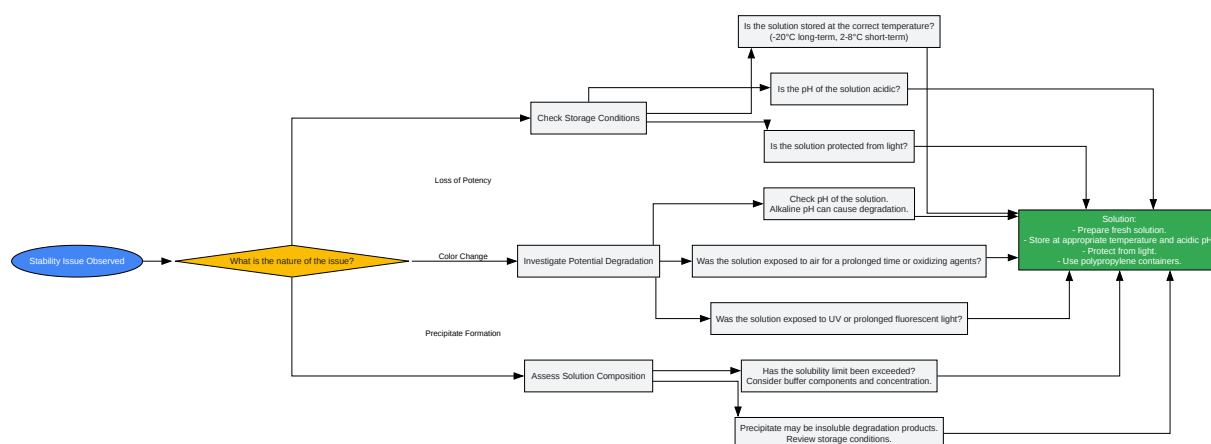 Is the solution stored at the correct temperature?
(-20°C long-term, 2-8°C short-term)
Is the pH of the solution acidic?
Check Storage Conditions
Is the solution protected from light?
Loss of Potency
Check pH of the solution.
Alkaline pH can cause degradation.
Solution:
- Prepare fresh solution.
- Store at appropriate temperature and acidic pH
- Protect from light.
- Use polypropylene containers.
Stability Issue Observed
What is the nature of the issue?
Color Change
Investigate Potential Degradation
Was the solution exposed to air for a prolonged time or oxidizing agents?
Was the solution exposed to UV or prolonged fluorescent light?
Precipitate Formation
Assess Solution Composition
Has the solubility limit been exceeded?
Consider buffer components and concentration.
Precipitate may be insoluble degradation products.
Review storage conditions.